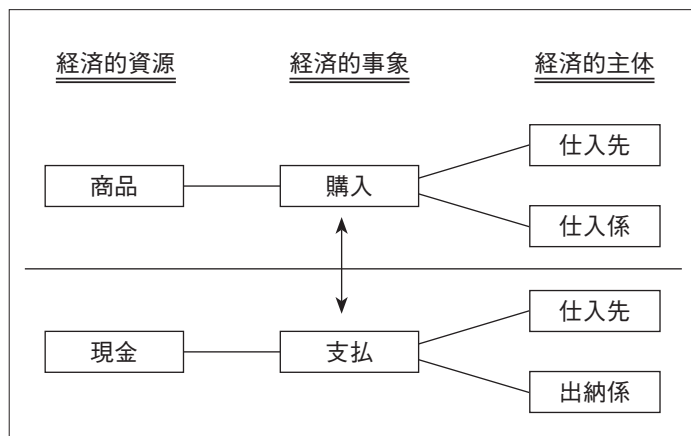 経済的資源 経済的事象 経済的主体
仕入先
商品 購入
仕入係
仕入先
現金 支払
出納係